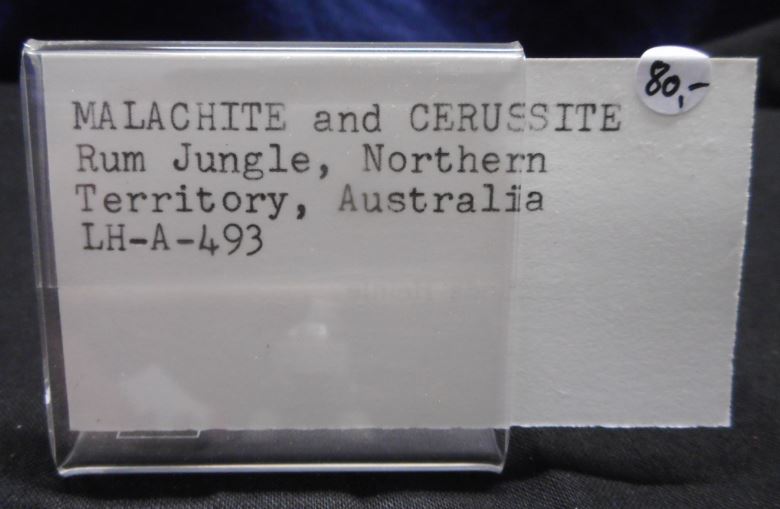 80,-
MALACHITE and CERUSSITE
Rum Jungle, Northern
Territory, Australia
LH-A-493